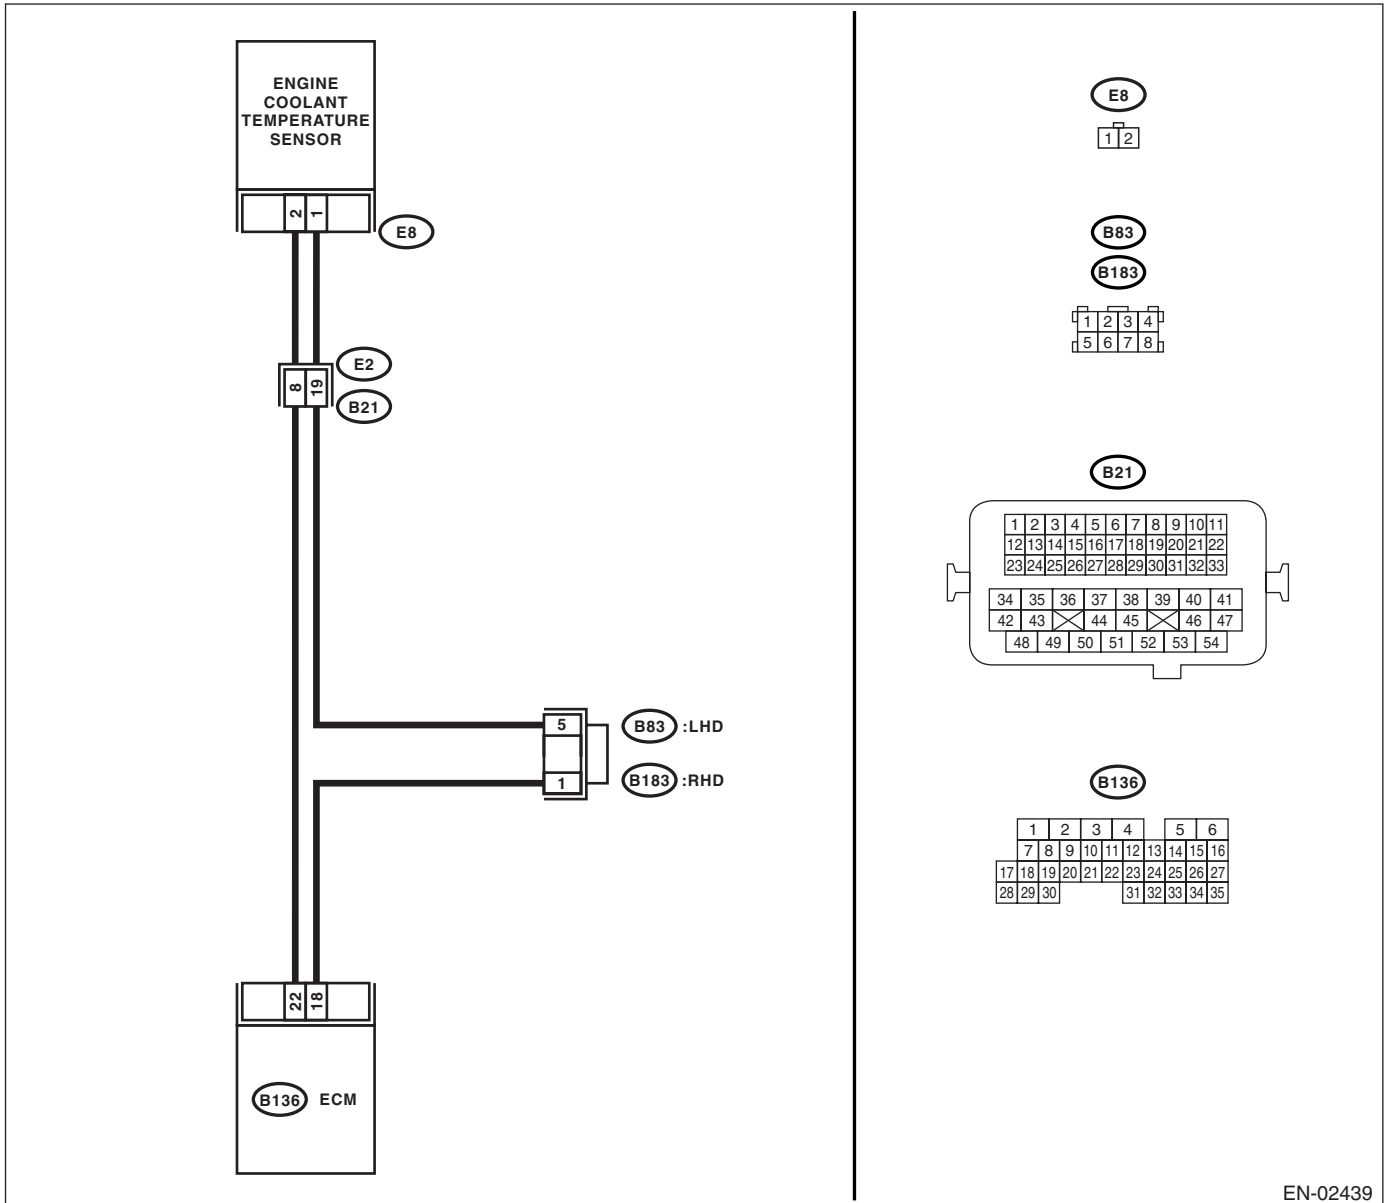 ENGINE
COOLANT
TEMPERATURE
SENSOR
2 1
E8
E2
8 19
B21
5
B83 :LHD
1
B183 :RHD
22 18
B136 ECM
E8
1 2
B83
B183
1 2 3 4
5 6 7 8
B21
1 2 3 4 5 6 7 8 9 10 11
12 13 14 15 16 17 18 19 20 21 22
23 24 25 26 27 28 29 30 31 32 33
34 35 36 37 38 39 40 41
42 43 44 45 46 47
48 49 50 51 52 53 54
B136
1 2 3 4 5 6
7 8 9 10 11 12 13 14 15 16
17 18 19 20 21 22 23 24 25 26 27
28 29 30 31 32 33 34 35
EN-02439